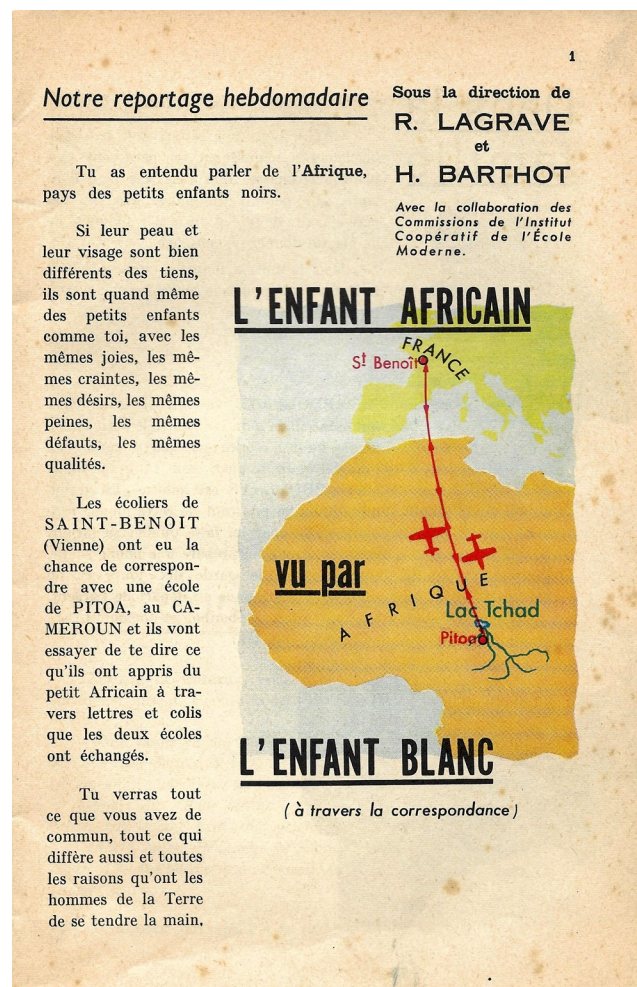 1
Notre reportage hebdomadaire
Sous la direction de
R. LAGRAVE
et
H. BARTHOT
Avec la collaboration des
Commissions de l'Institut
Coopératif de l'École
Moderne.
Tu as entendu parler de l'Afrique,
pays des petits enfants noirs.
Si leur peau et
leur visage sont bien
différents des tiens,
ils sont quand même
des petits enfants
comme toi, avec les
mêmes joies, les mê-
mes craintes, les mê-
mes désirs, les mêmes
peines, les mêmes
défauts, les mêmes
qualités.
Les écoliers de
SAINT-BENOIT
(Vienne) ont eu la
chance de correspon-
dre avec une école
de PITOA, au CA-
MEROUN et ils vont
essayer de te dire ce
qu'ils ont appris du
petit Africain à tra-
vers lettres et colis
que les deux écoles
ont échangés.
Tu verras tout
ce que vous avez de
commun, tout ce qui
diffère aussi et toutes
les raisons qu'ont les
hommes de la Terre
de se tendre la main.
L'ENFANT AFRICAIN
FRANCE
St Benoît
vu par
AFRIQUE
Lac Tchad
Pitoa
L'ENFANT BLANC
(à travers la correspondance)